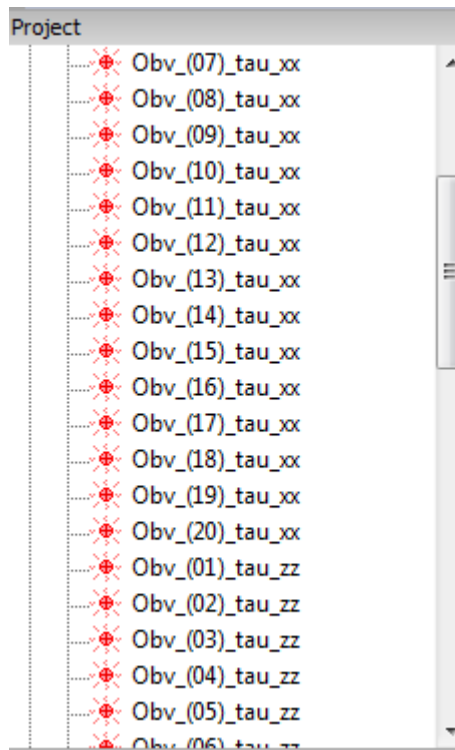 Project
Obv_(07)_tau_xx
Obv_(08)_tau_xx
Obv_(09)_tau_xx
Obv_(10)_tau_xx
Obv_(11)_tau_xx
Obv_(12)_tau_xx
Obv_(13)_tau_xx
Obv_(14)_tau_xx
Obv_(15)_tau_xx
Obv_(16)_tau_xx
Obv_(17)_tau_xx
Obv_(18)_tau_xx
Obv_(19)_tau_xx
Obv_(20)_tau_xx
Obv_(01)_tau_zz
Obv_(02)_tau_zz
Obv_(03)_tau_zz
Obv_(04)_tau_zz
Obv_(05)_tau_zz
Obv_(06)_tau_zz